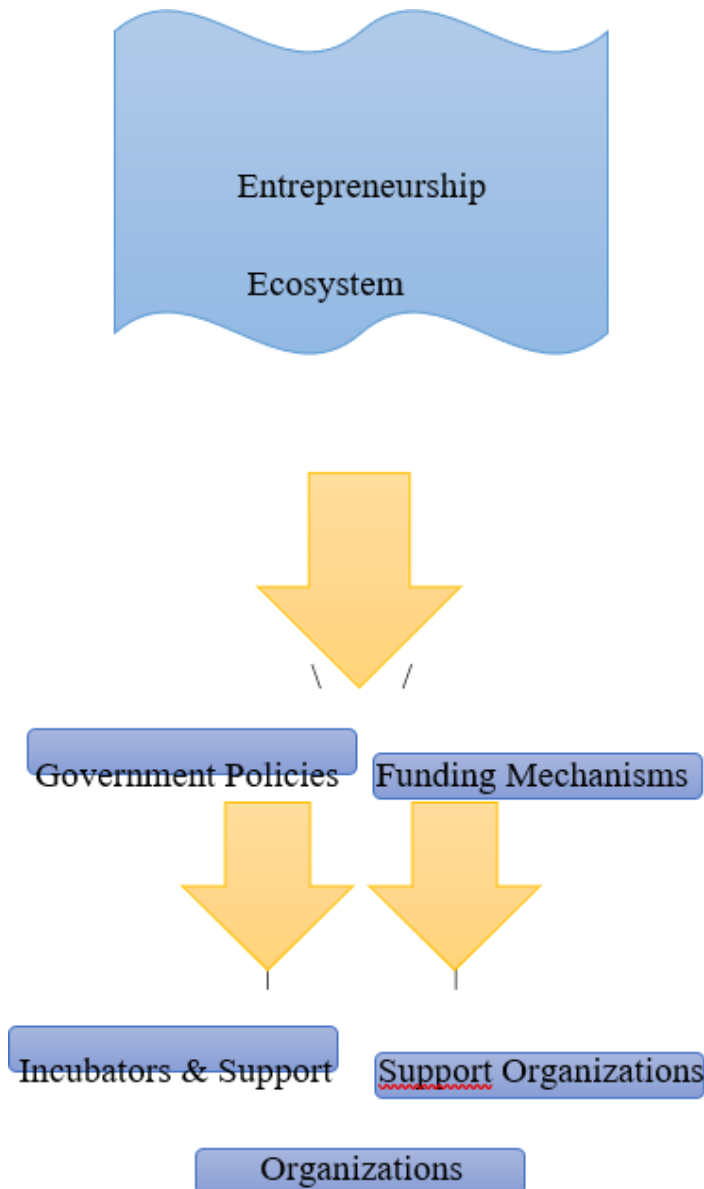 Entrepreneurship
Ecosystem
\ /
Government Policies Funding Mechanisms
| |
Incubators & Support Support Organizations
Organizations